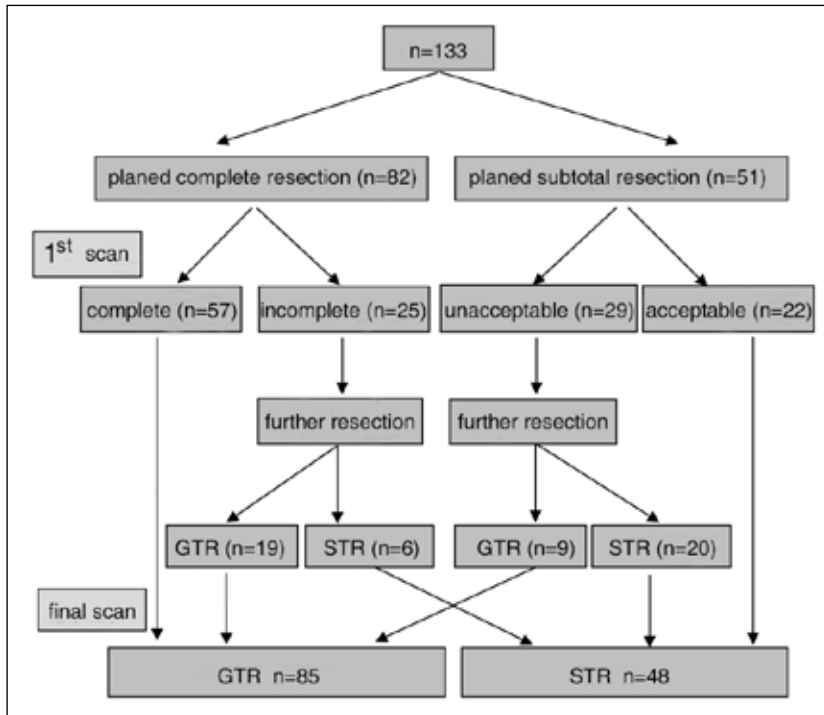 n=133
planed complete resection (n=82)
planed subtotal resection (n=51)
1st scan
complete (n=57)
incomplete (n=25)
unacceptable (n=29)
acceptable (n=22)
further resection
further resection
GTR (n=19)
STR (n=6)
GTR (n=9)
STR (n=20)
final scan
GTR n=85
STR n=48